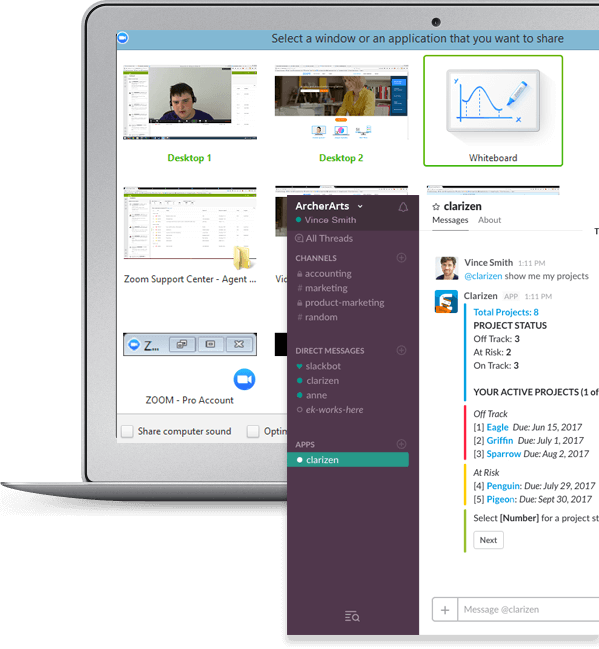 Select a window or an application that you want to share
Desktop 1
Desktop 2
Whiteboard
Zoom Support Center - Agent ...
Z...
ZOOM - Pro Account
Share computer sound
ArcherArts
Vince Smith
All Threads
CHANNELS
accounting
# marketing
product-marketing
# random
DIRECT MESSAGES
slackbot
clarizen
anne
ek-works-here
APPS
clarizen
clarizen
Messages
About
Vince Smith 1:11 PM
@clarizen show me my projects
Clarizen APP 1:11 PM
Total Projects: 8
PROJECT STATUS
Off Track: 3
At Risk: 2
On Track: 3
YOUR ACTIVE PROJECTS (1 of
Off Track
[1] Eagle Due: Jun 15, 2017
[2] Griffin Due: July 1, 2017
[3] Sparrow Due: Aug 2, 2017
At Risk
[4] Penguin: Due: July 29, 2017
[5] Pigeon: Due: Sept 30, 2017
Select [Number] for a project st
Next
Message @clarizen